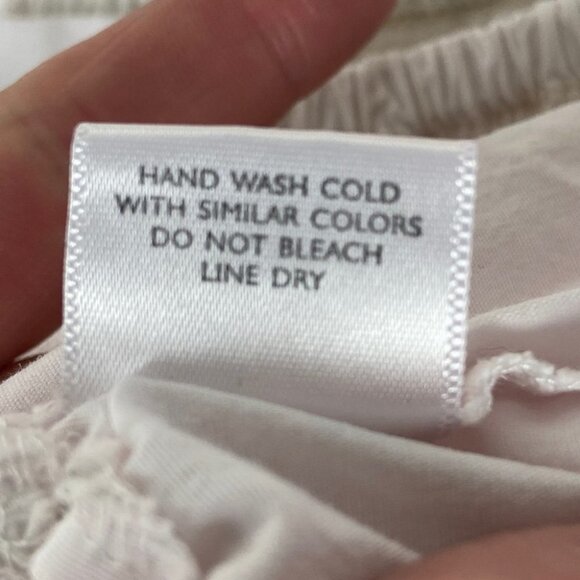 HAND WASH COLD
WITH SIMILAR COLORS
DO NOT BLEACH
LINE DRY